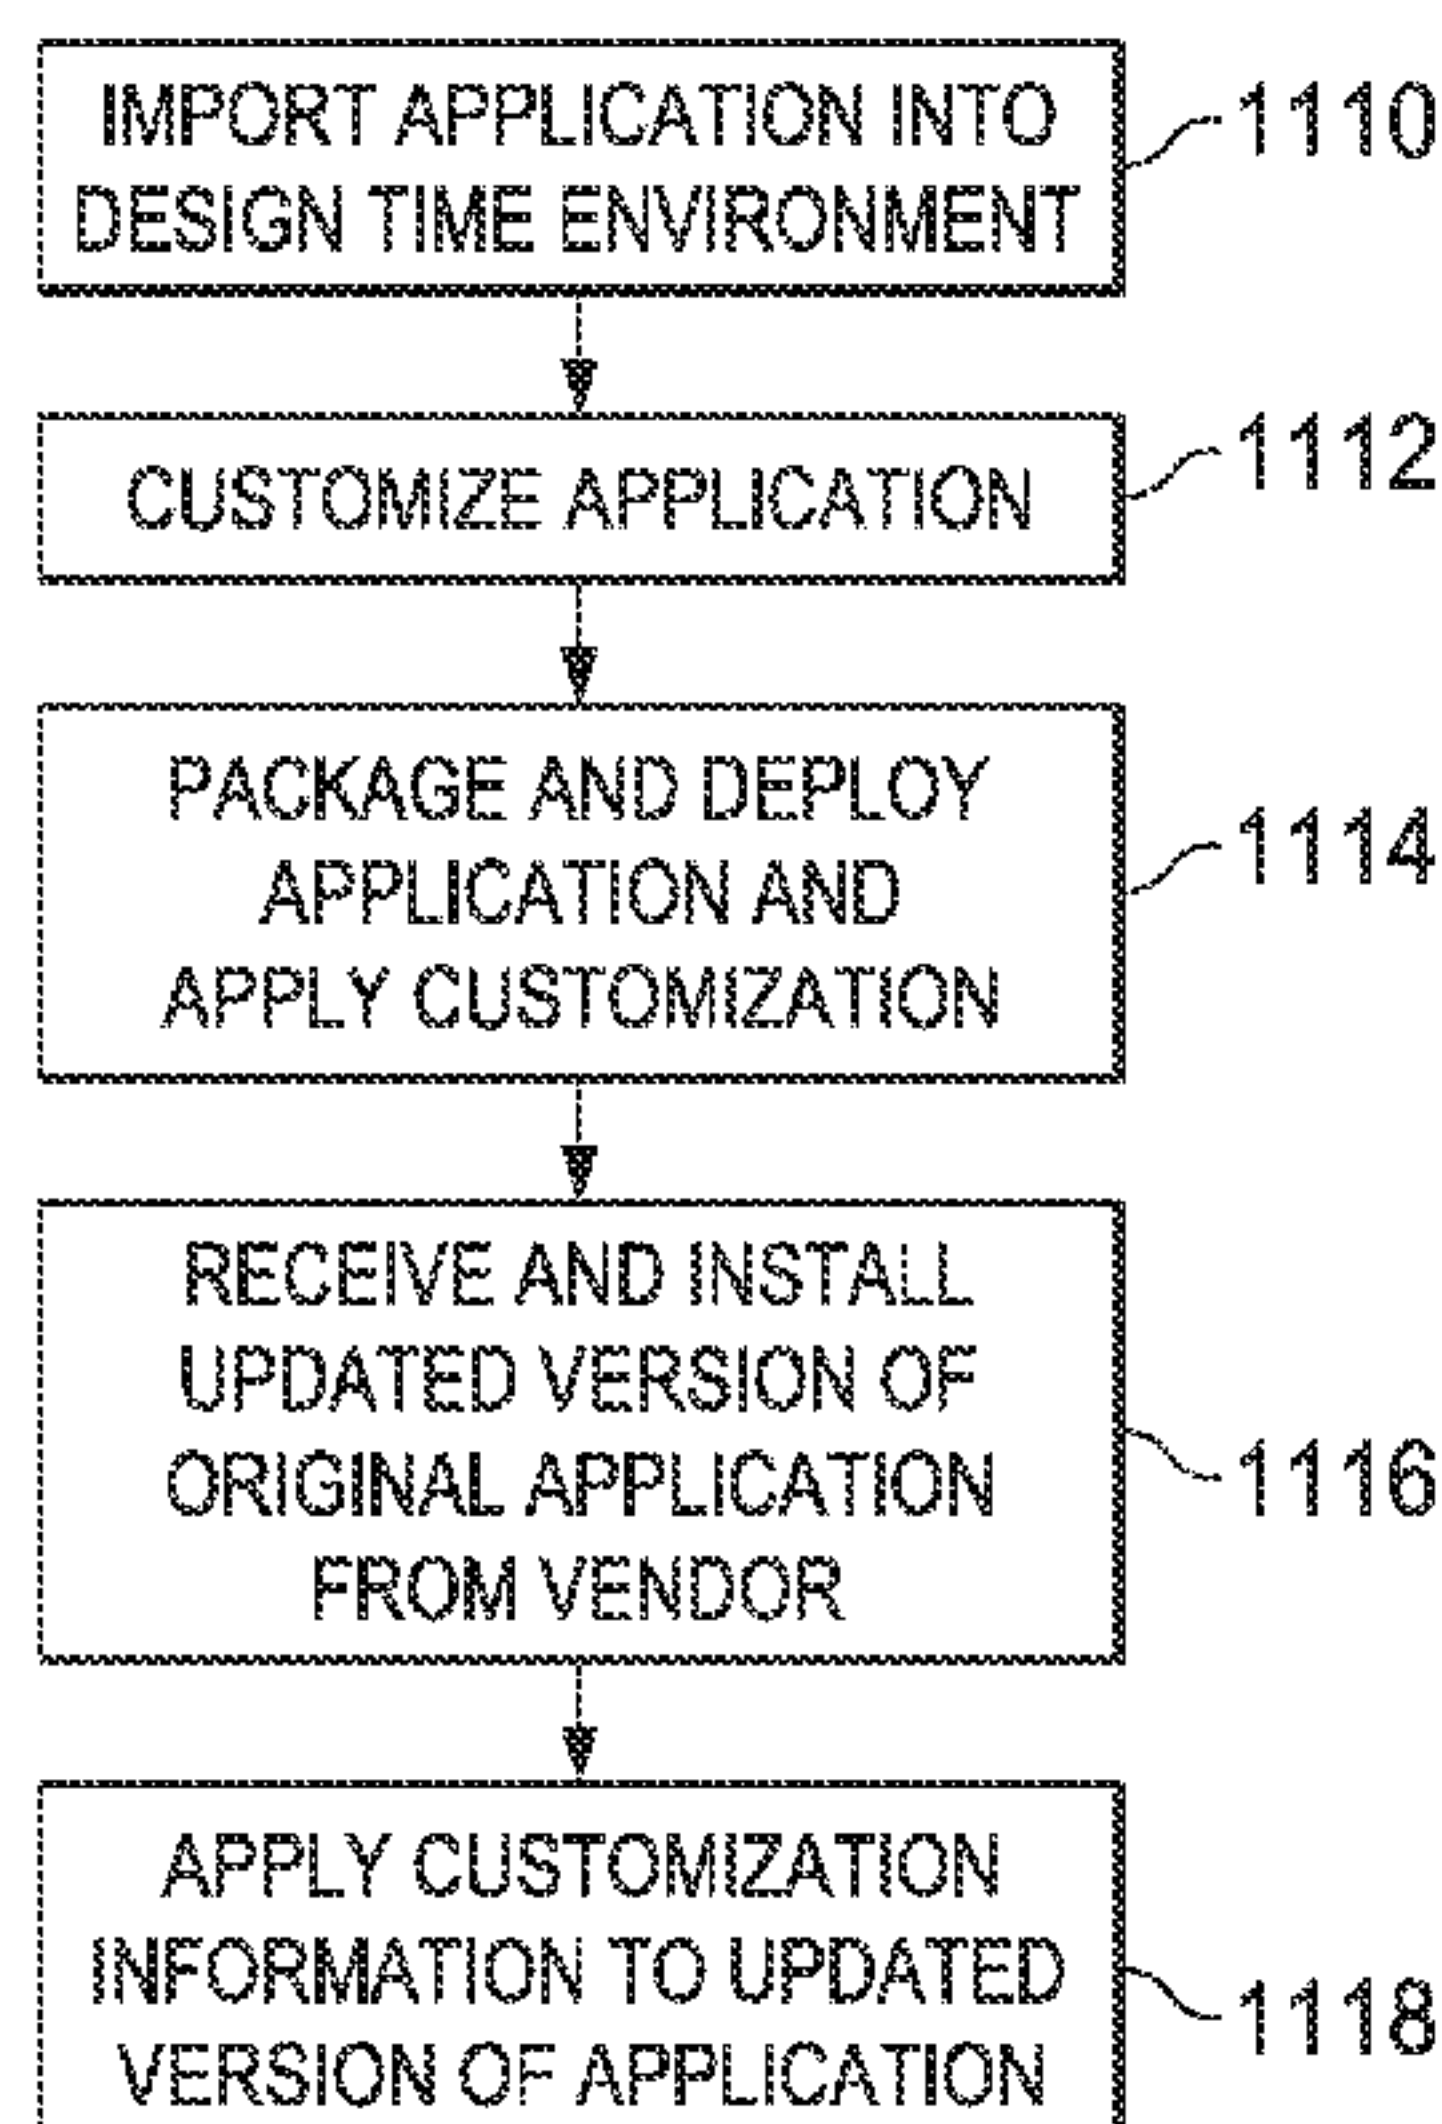 IMPORT APPLICATION INTO
DESIGN TIME ENVIRONMENT
1110
CUSTOMIZE APPLICATION
1112
PACKAGE AND DEPLOY
APPLICATION AND
APPLY CUSTOMIZATION
1114
RECEIVE AND INSTALL
UPDATED VERSION OF
ORIGINAL APPLICATION
FROM VENDOR
1116
APPLY CUSTOMIZATION
INFORMATION TO UPDATED
VERSION OF APPLICATION
1118